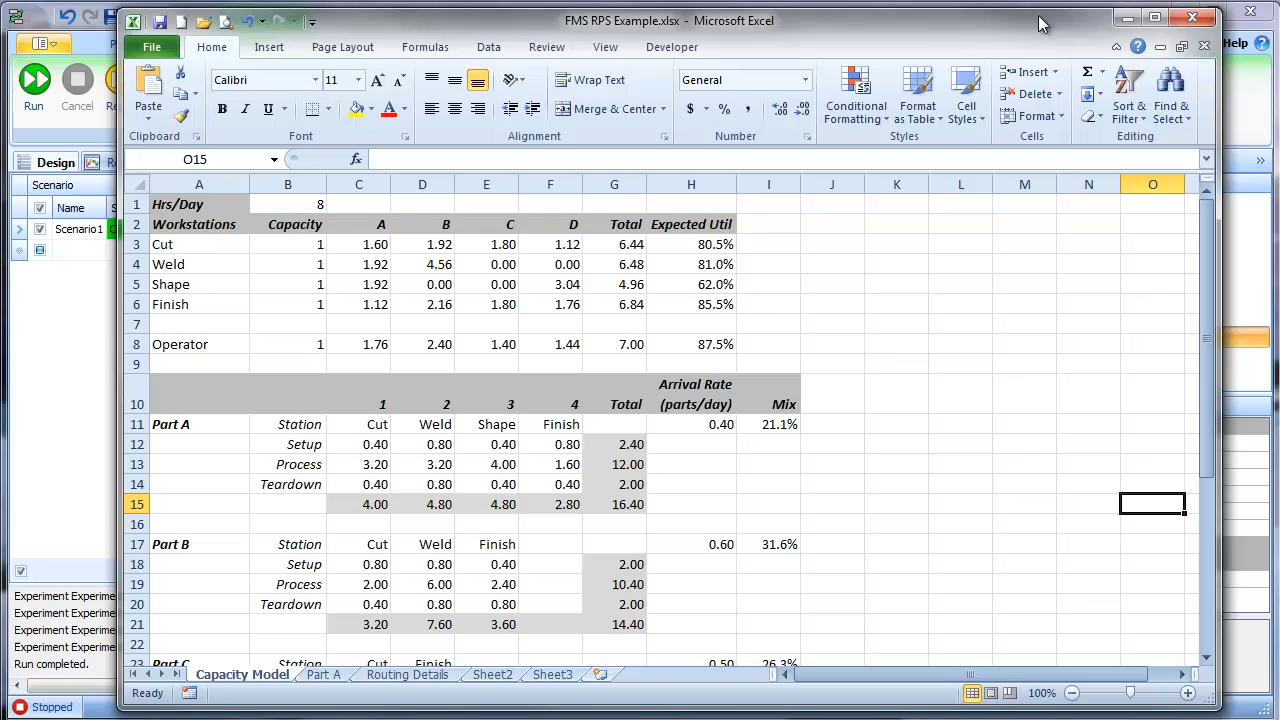 FMS RPS Example.xlsx - Microsoft Excel
File Home Insert Page Layout Formulas Data Review View Developer
Help
Run Cancel
Paste
Calibri 11
Wrap Text
General
Conditional Formatting
Format as Table
Cell Styles
Insert
Delete
Format
Sort & Filter
Find & Select
B I U A
Merge & Center
$ % ,
Clipboard Font Alignment Number Styles Cells Editing
Design
O15 fx
Scenario
Name
Scenario1
A B C D E F G H I J K L M N O
1 Hrs/Day 8
2 Workstations Capacity A B C D Total Expected Util
3 Cut 1 1.60 1.92 1.80 1.12 6.44 80.5%
4 Weld 1 1.92 4.56 0.00 0.00 6.48 81.0%
5 Shape 1 1.92 0.00 0.00 3.04 4.96 62.0%
6 Finish 1 1.12 2.16 1.80 1.76 6.84 85.5%
7
8 Operator 1 1.76 2.40 1.40 1.44 7.00 87.5%
9
Arrival Rate
10 1 2 3 4 Total (parts/day) Mix
11 Part A Station Cut Weld Shape Finish 0.40 21.1%
12 Setup 0.40 0.80 0.40 0.80 2.40
13 Process 3.20 3.20 4.00 1.60 12.00
14 Teardown 0.40 0.80 0.40 0.40 2.00
15 4.00 4.80 4.80 2.80 16.40
16
17 Part B Station Cut Weld Finish 0.60 31.6%
18 Setup 0.80 0.80 0.40 2.00
19 Process 2.00 6.00 2.40 10.40
20 Teardown 0.40 0.80 0.80 2.00
21 3.20 7.60 3.60 14.40
22
23 Part C Station Cut Finish 0.50 26.3%
Capacity Model Part A Routing Details Sheet2 Sheet3
Ready 100%
Experiment Experime
Experiment Experime
Experiment Experime
Experiment Experime
Run completed.
Stopped